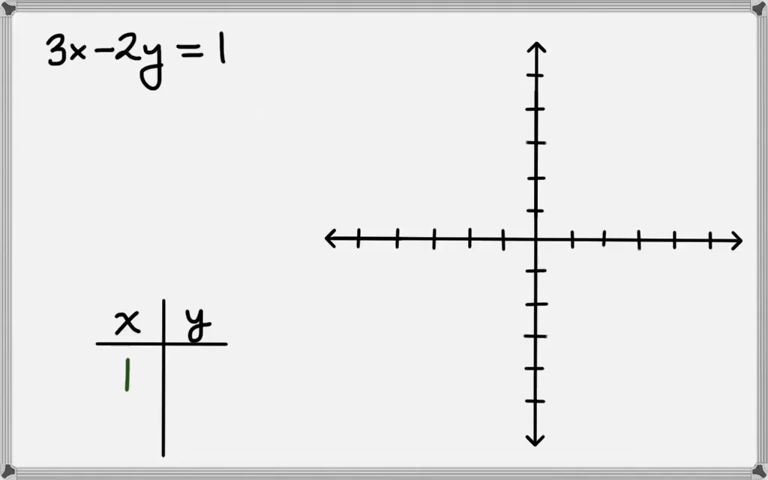 3x-2y = 1
x y
1